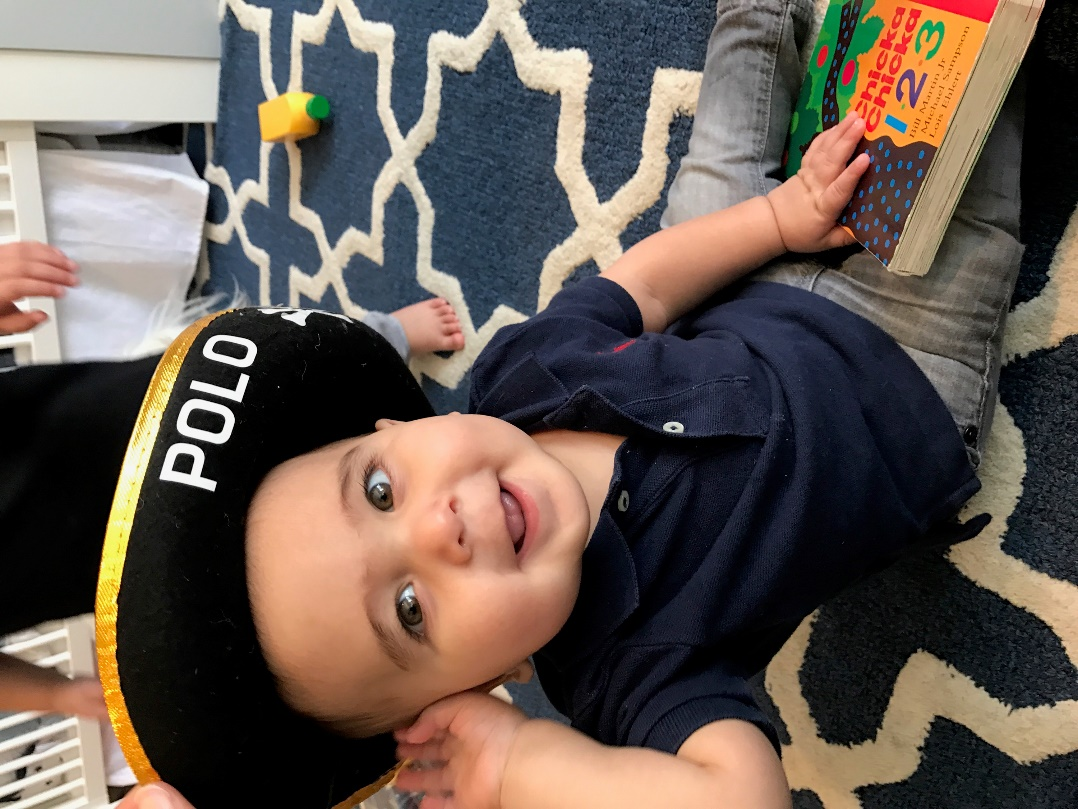 POLO
Chicka
Chicka
1·2·3
Bill Martin Jr
Michael Sampson
Lois Ehlert